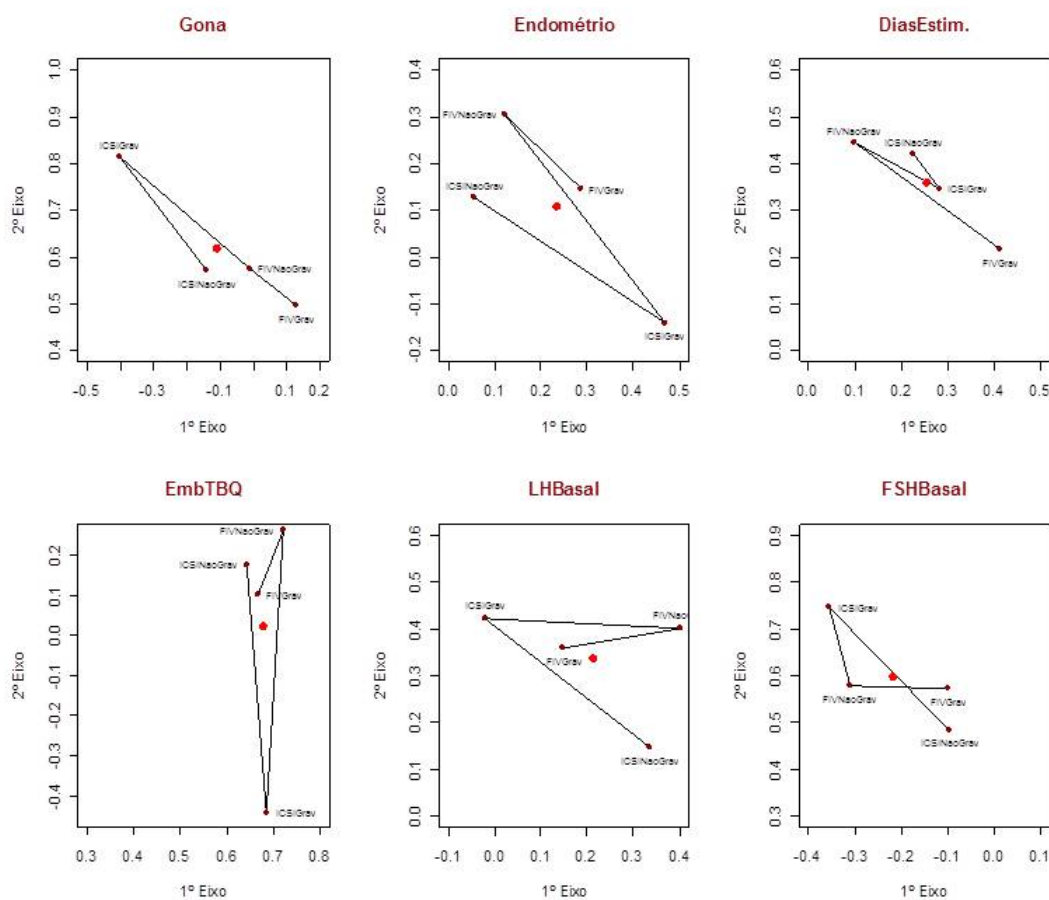 Gona
1.0
0.9
0.8
0.7
0.6
0.5
0.4
2º Eixo
ICSIGrav
FIVNaoGrav
ICSINaoGrav
FIVGrav
-0.5 -0.3 -0.1 0.1 0.2
1º Eixo
Endométrio
0.4
0.3
0.2
0.1
0.0
-0.1
-0.2
2º Eixo
FIVNaoGrav
ICSINaoGrav
FIVGrav
ICSIGrav
0.0 0.1 0.2 0.3 0.4 0.5
1º Eixo
DiasEstim.
0.6
0.5
0.4
0.3
0.2
0.1
0.0
2º Eixo
FIVNaoGrav
ICSINaoGrav
ICSIGrav
FIVGrav
0.0 0.1 0.2 0.3 0.4 0.5
1º Eixo
EmbTBQ
0.2
0.1
0.0
-0.1
-0.2
-0.3
-0.4
2º Eixo
FIVNaoGrav
ICSINaoGrav
FIVGrav
ICSIGrav
0.3 0.4 0.5 0.6 0.7 0.8
1º Eixo
LHBasal
0.6
0.5
0.4
0.3
0.2
0.1
0.0
2º Eixo
ICSIGrav
FIVNao
FIVGrav
ICSINaoGrav
-0.1 0.0 0.1 0.2 0.3 0.4
1º Eixo
FSHBasal
0.9
0.8
0.7
0.6
0.5
0.4
0.3
2º Eixo
ICSIGrav
FIVNaoGrav
FIVGrav
ICSINaoGrav
-0.4 -0.3 -0.2 -0.1 0.0 0.1
1º Eixo